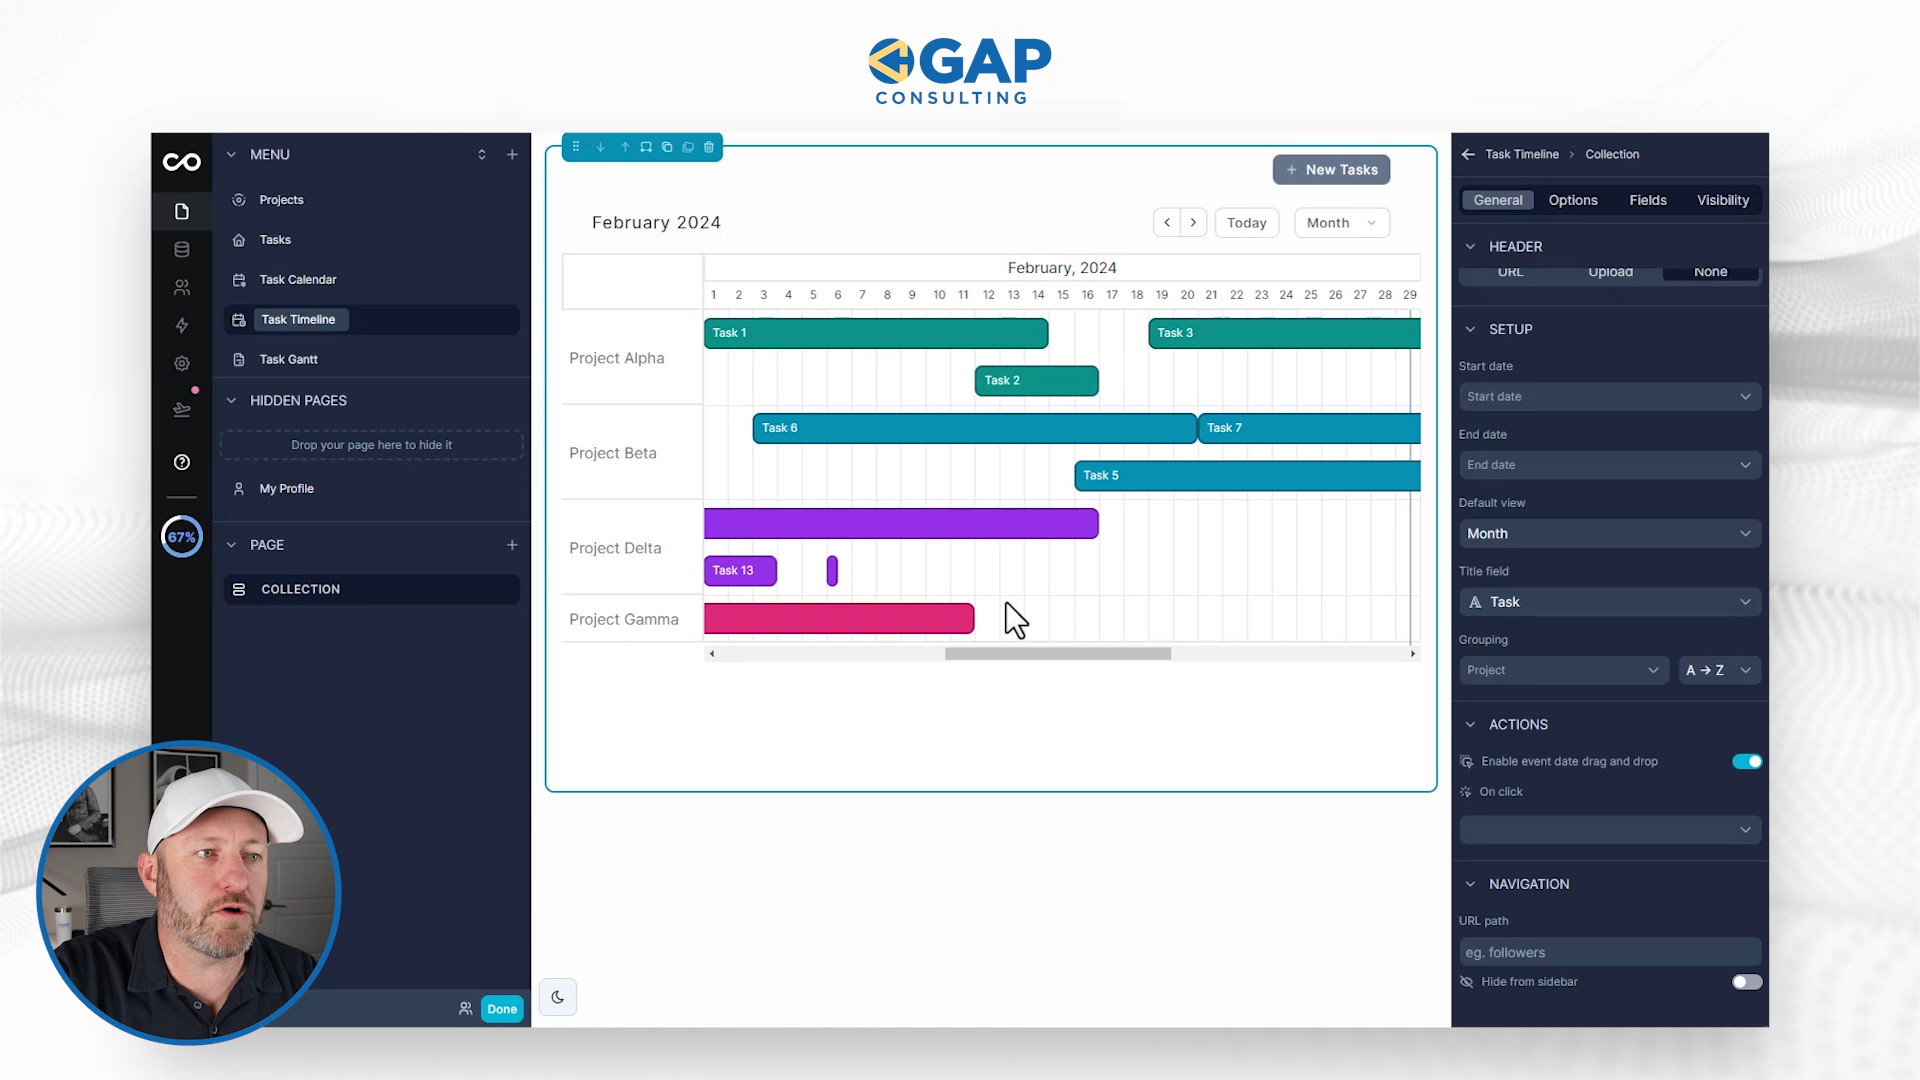 GAP
CONSULTING
MENU
Projects
Tasks
Task Calendar
Task Timeline
Task Gantt
HIDDEN PAGES
Drop your page here to hide it
My Profile
67%
PAGE
COLLECTION
Done
New Tasks
February 2024
Today
Month
February, 2024
1 2 3 4 5 6 7 8 9 10 11 12 13 14 15 16 17 18 19 20 21 22 23 24 25 26 27 28 29
Project Alpha
Task 1
Task 3
Task 2
Project Beta
Task 6
Task 7
Task 5
Project Delta
Task 13
Project Gamma
Task Timeline > Collection
General Options Fields Visibility
HEADER
URL Upload None
SETUP
Start date
Start date
End date
End date
Default view
Month
Title field
Task
Grouping
Project A → Z
ACTIONS
Enable event date drag and drop
On click
NAVIGATION
URL path
eg. followers
Hide from sidebar